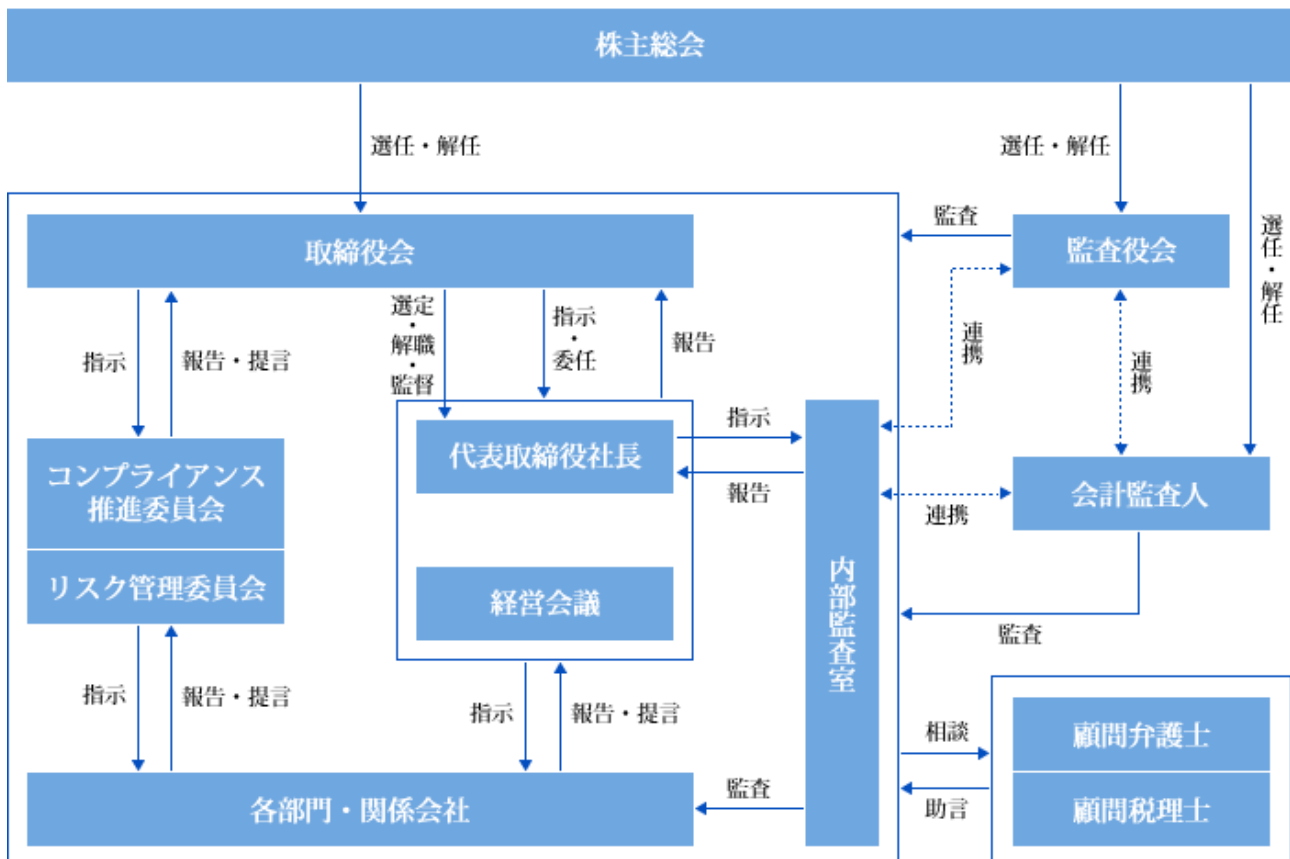 株主総会
選任・解任
選任・解任
選任・解任
取締役会
監査
監査役会
指示
報告・提言
選定・解職・監督
指示・委任
報告
連携
連携
コンプライアンス
推進委員会
リスク管理委員会
代表取締役社長
経営会議
指示
報告
内部監査室
連携
会計監査人
監査
指示
報告・提言
指示
報告・提言
各部門・関係会社
監査
相談
助言
顧問弁護士
顧問税理士